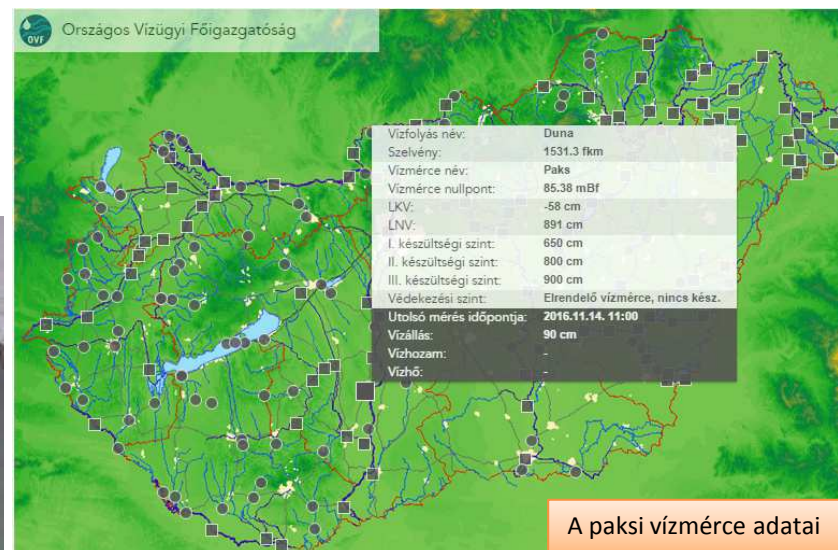 OVF
Országos Vízügyi Főigazgatóság
Vízfolyás név: Duna
Szelvény: 1531.3 fkm
Vízmérce név: Paks
Vízmérce nullpont: 85.38 mBf
LKV: -58 cm
LNV: 891 cm
I. készültségi szint: 650 cm
II. készültségi szint: 800 cm
III. készültségi szint: 900 cm
Védekezési szint: Elrendelő vízmérce, nincs kész.
Utolsó mérés időpontja: 2016.11.14. 11:00
Vízállás: 90 cm
Vízhozam: -
Vízhő: -
A paksi vízmérce adatai